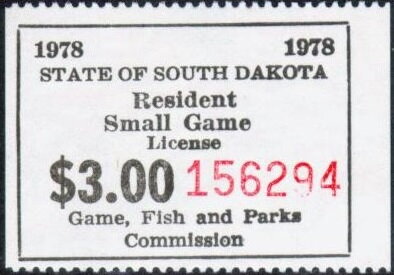 1978 1978
STATE OF SOUTH DAKOTA
Resident
Small Game
License
$3.00 156294
Game, Fish and Parks
Commission